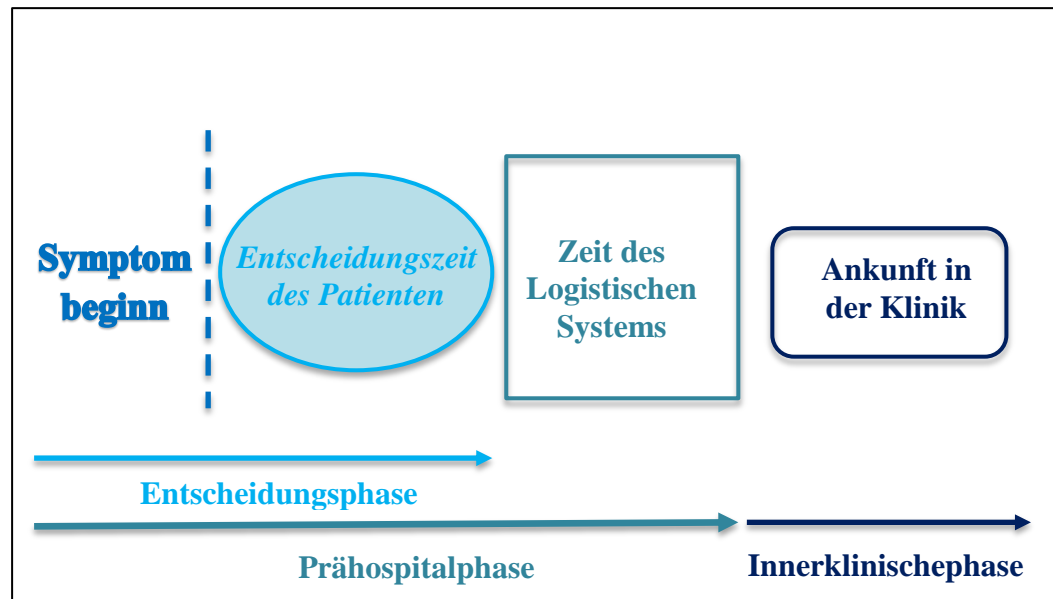 Symptom
beginn
Entscheidungszeit
des Patienten
Zeit des
Logistischen
Systems
Ankunft in
der Klinik
Entscheidungsphase
Prähospitalphase
Innerklinischephase